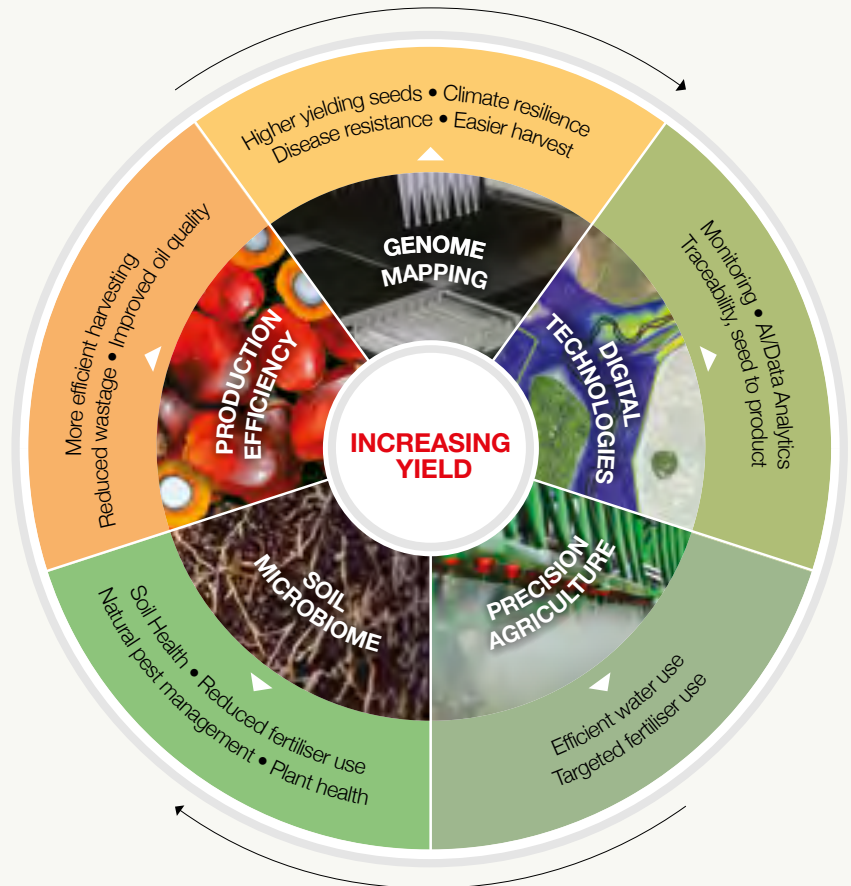 Higher yielding seeds • Climate resilience
Disease resistance • Easier harvest
GENOME
MAPPING
Monitoring • AI/Data Analytics
Traceability, seed to product
DIGITAL
TECHNOLOGIES
Efficient water use
Targeted fertiliser use
PRECISION
AGRICULTURE
Soil Health • Reduced fertiliser use
Natural pest management • Plant health
SOIL
MICROBIOME
More efficient harvesting
Reduced wastage • Improved oil quality
PRODUCTION
EFFICIENCY
INCREASING
YIELD